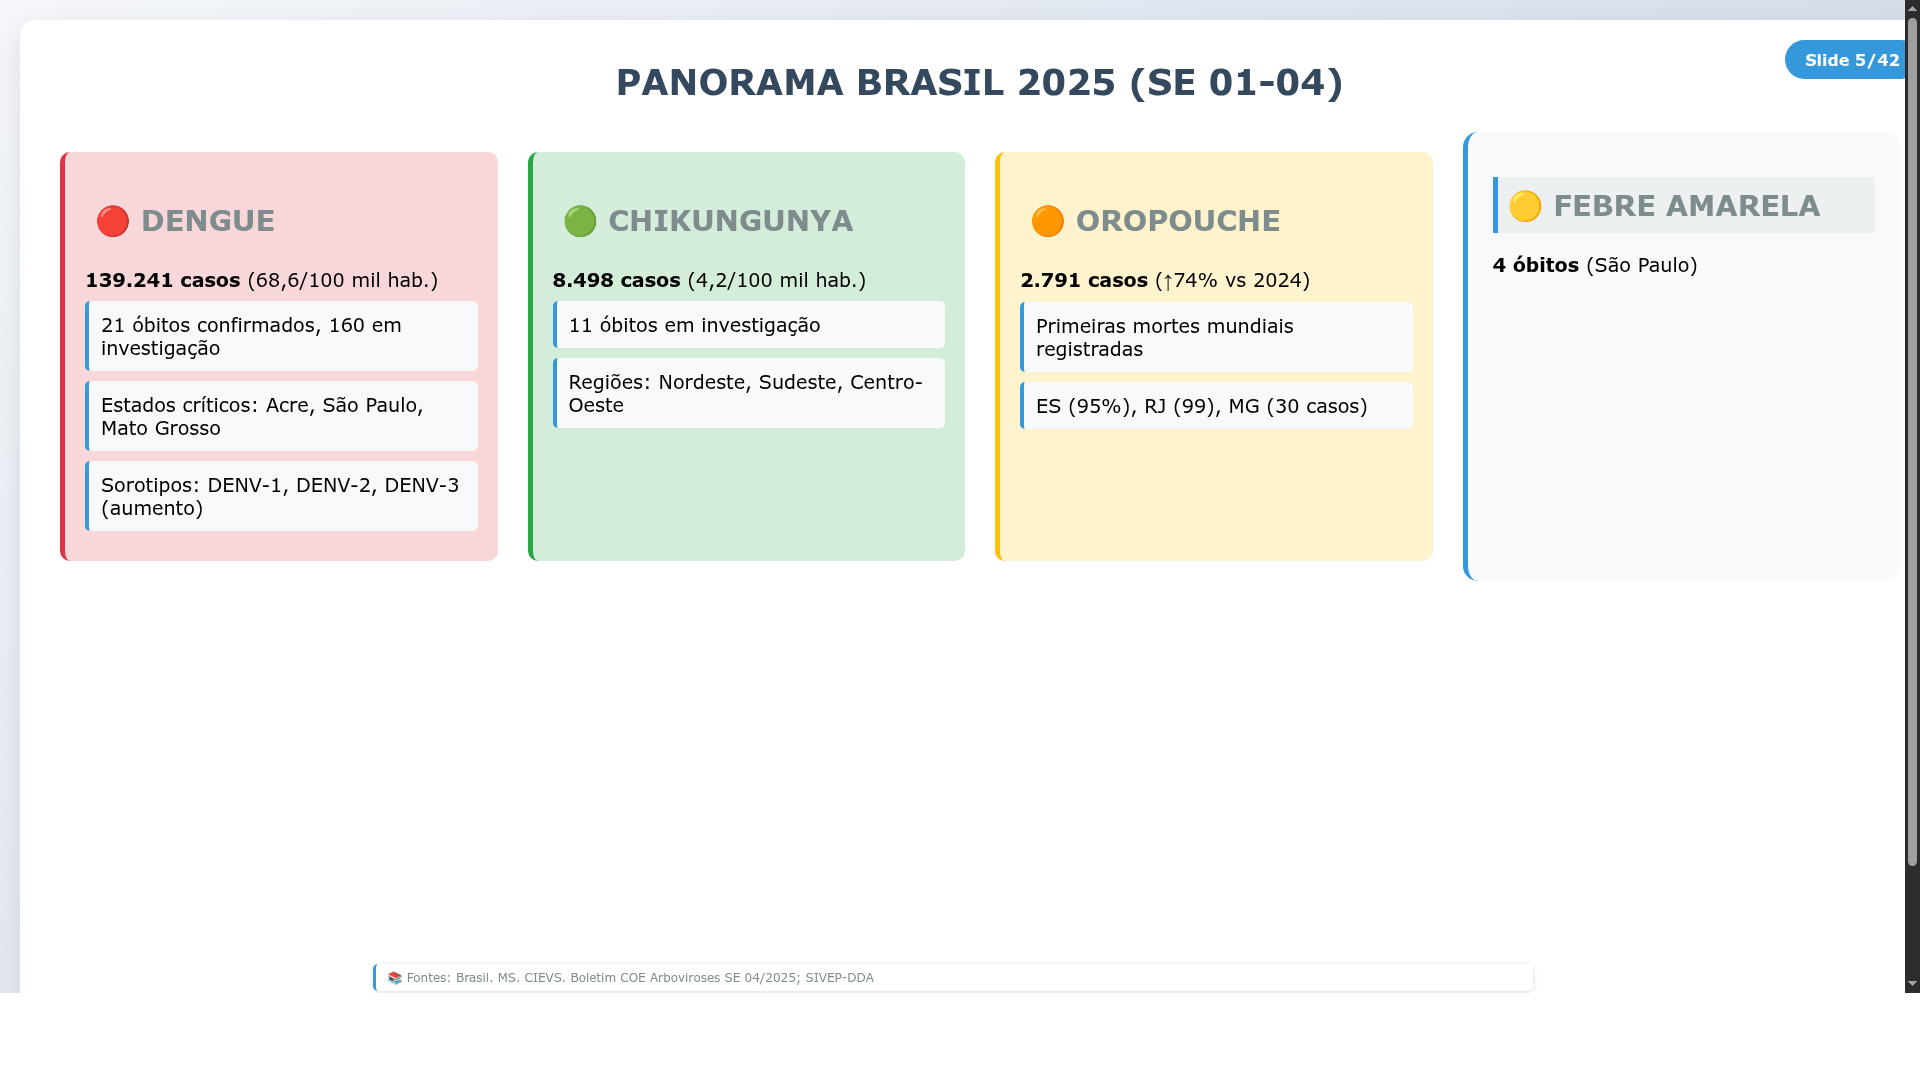 PANORAMA BRASIL 2025 (SE 01-04)
Slide 5/42
🔴 DENGUE
139.241 casos (68,6/100 mil hab.)
21 óbitos confirmados, 160 em
investigação
Estados críticos: Acre, São Paulo,
Mato Grosso
Sorotipos: DENV-1, DENV-2, DENV-3
(aumento)
🟢 CHIKUNGUNYA
8.498 casos (4,2/100 mil hab.)
11 óbitos em investigação
Regiões: Nordeste, Sudeste, Centro-
Oeste
🟠 OROPOUCHE
2.791 casos (↑74% vs 2024)
Primeiras mortes mundiais
registradas
ES (95%), RJ (99), MG (30 casos)
🟡 FEBRE AMARELA
4 óbitos (São Paulo)
📚 Fontes: Brasil. MS. CIEVS. Boletim COE Arboviroses SE 04/2025; SIVEP-DDA